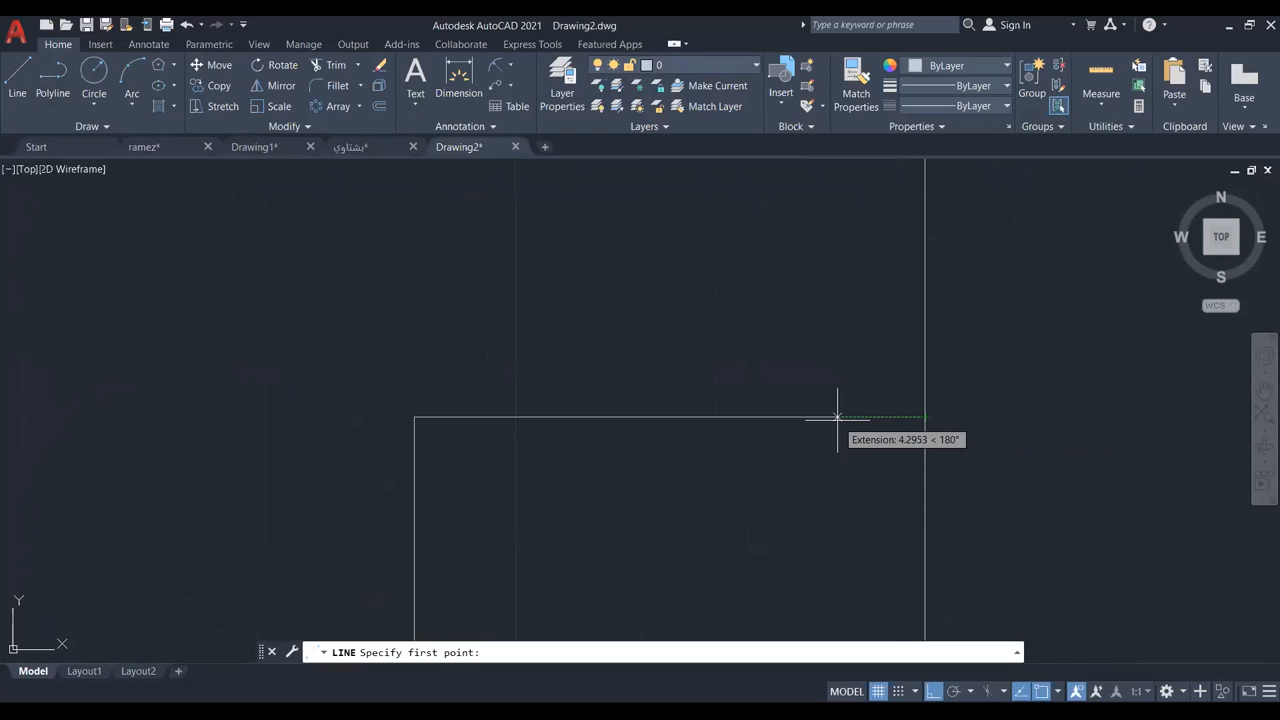 Autodesk AutoCAD 2021 Drawing2.dwg
Type a keyword or phrase
Sign In
Home Insert Annotate Parametric View Manage Output Add-ins Collaborate Express Tools Featured Apps
Line
Polyline
Circle
Arc
Move Rotate Trim
Copy Mirror Fillet
Stretch Scale Array
Text
Dimension
Table
Layer
Properties
0
Make Current
Match Layer
Insert
Match
Properties
ByLayer
ByLayer
ByLayer
Group
Measure
Paste
Base
Draw Modify Annotation Layers Block Properties Groups Utilities Clipboard View
Start ramez* Drawing1* بشتاوي* Drawing2*
[−][Top][2D Wireframe]
N
W TOP E
S
WCS
Extension: 4.2953 < 180°
Y
X
LINE Specify first point:
Model Layout1 Layout2
MODEL
1:1